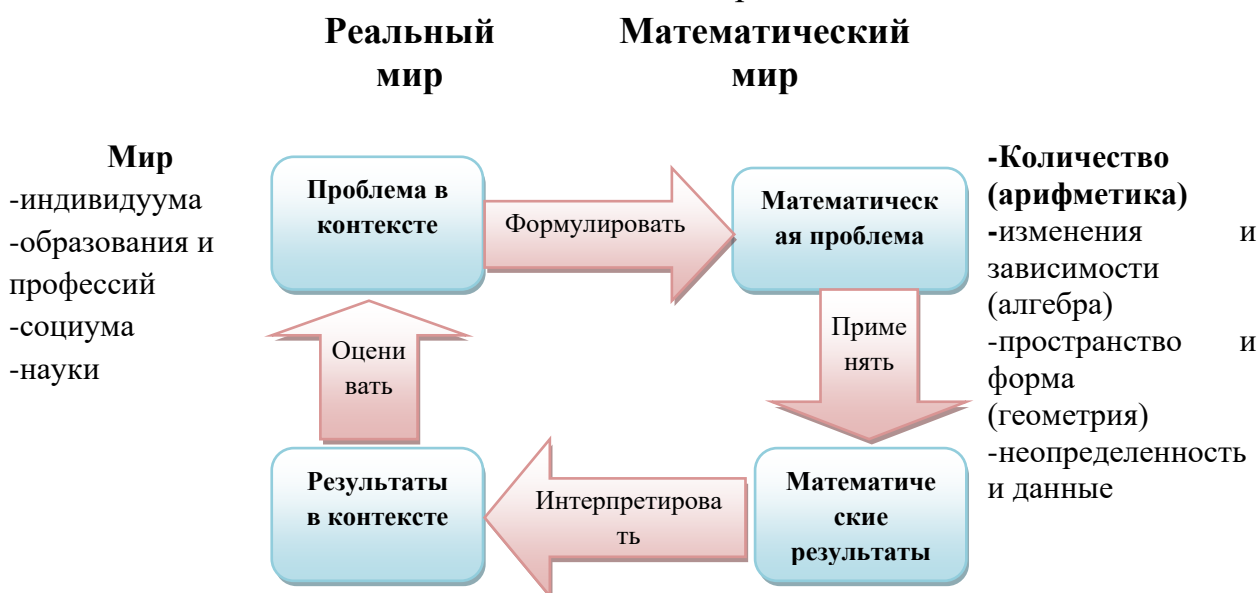 Реальный
мир
Математический
мир
Мир
-индивидуума
-образования и
профессий
-социума
-науки
Проблема в
контексте
Формулировать
Математическ
ая проблема
-Количество
(арифметика)
-изменения и
зависимости
(алгебра)
-пространство и
форма
(геометрия)
-неопределенность
и данные
Оцени
вать
Приме
нять
Результаты
в контексте
Интерпретирова
ть
Математиче
ские
результаты